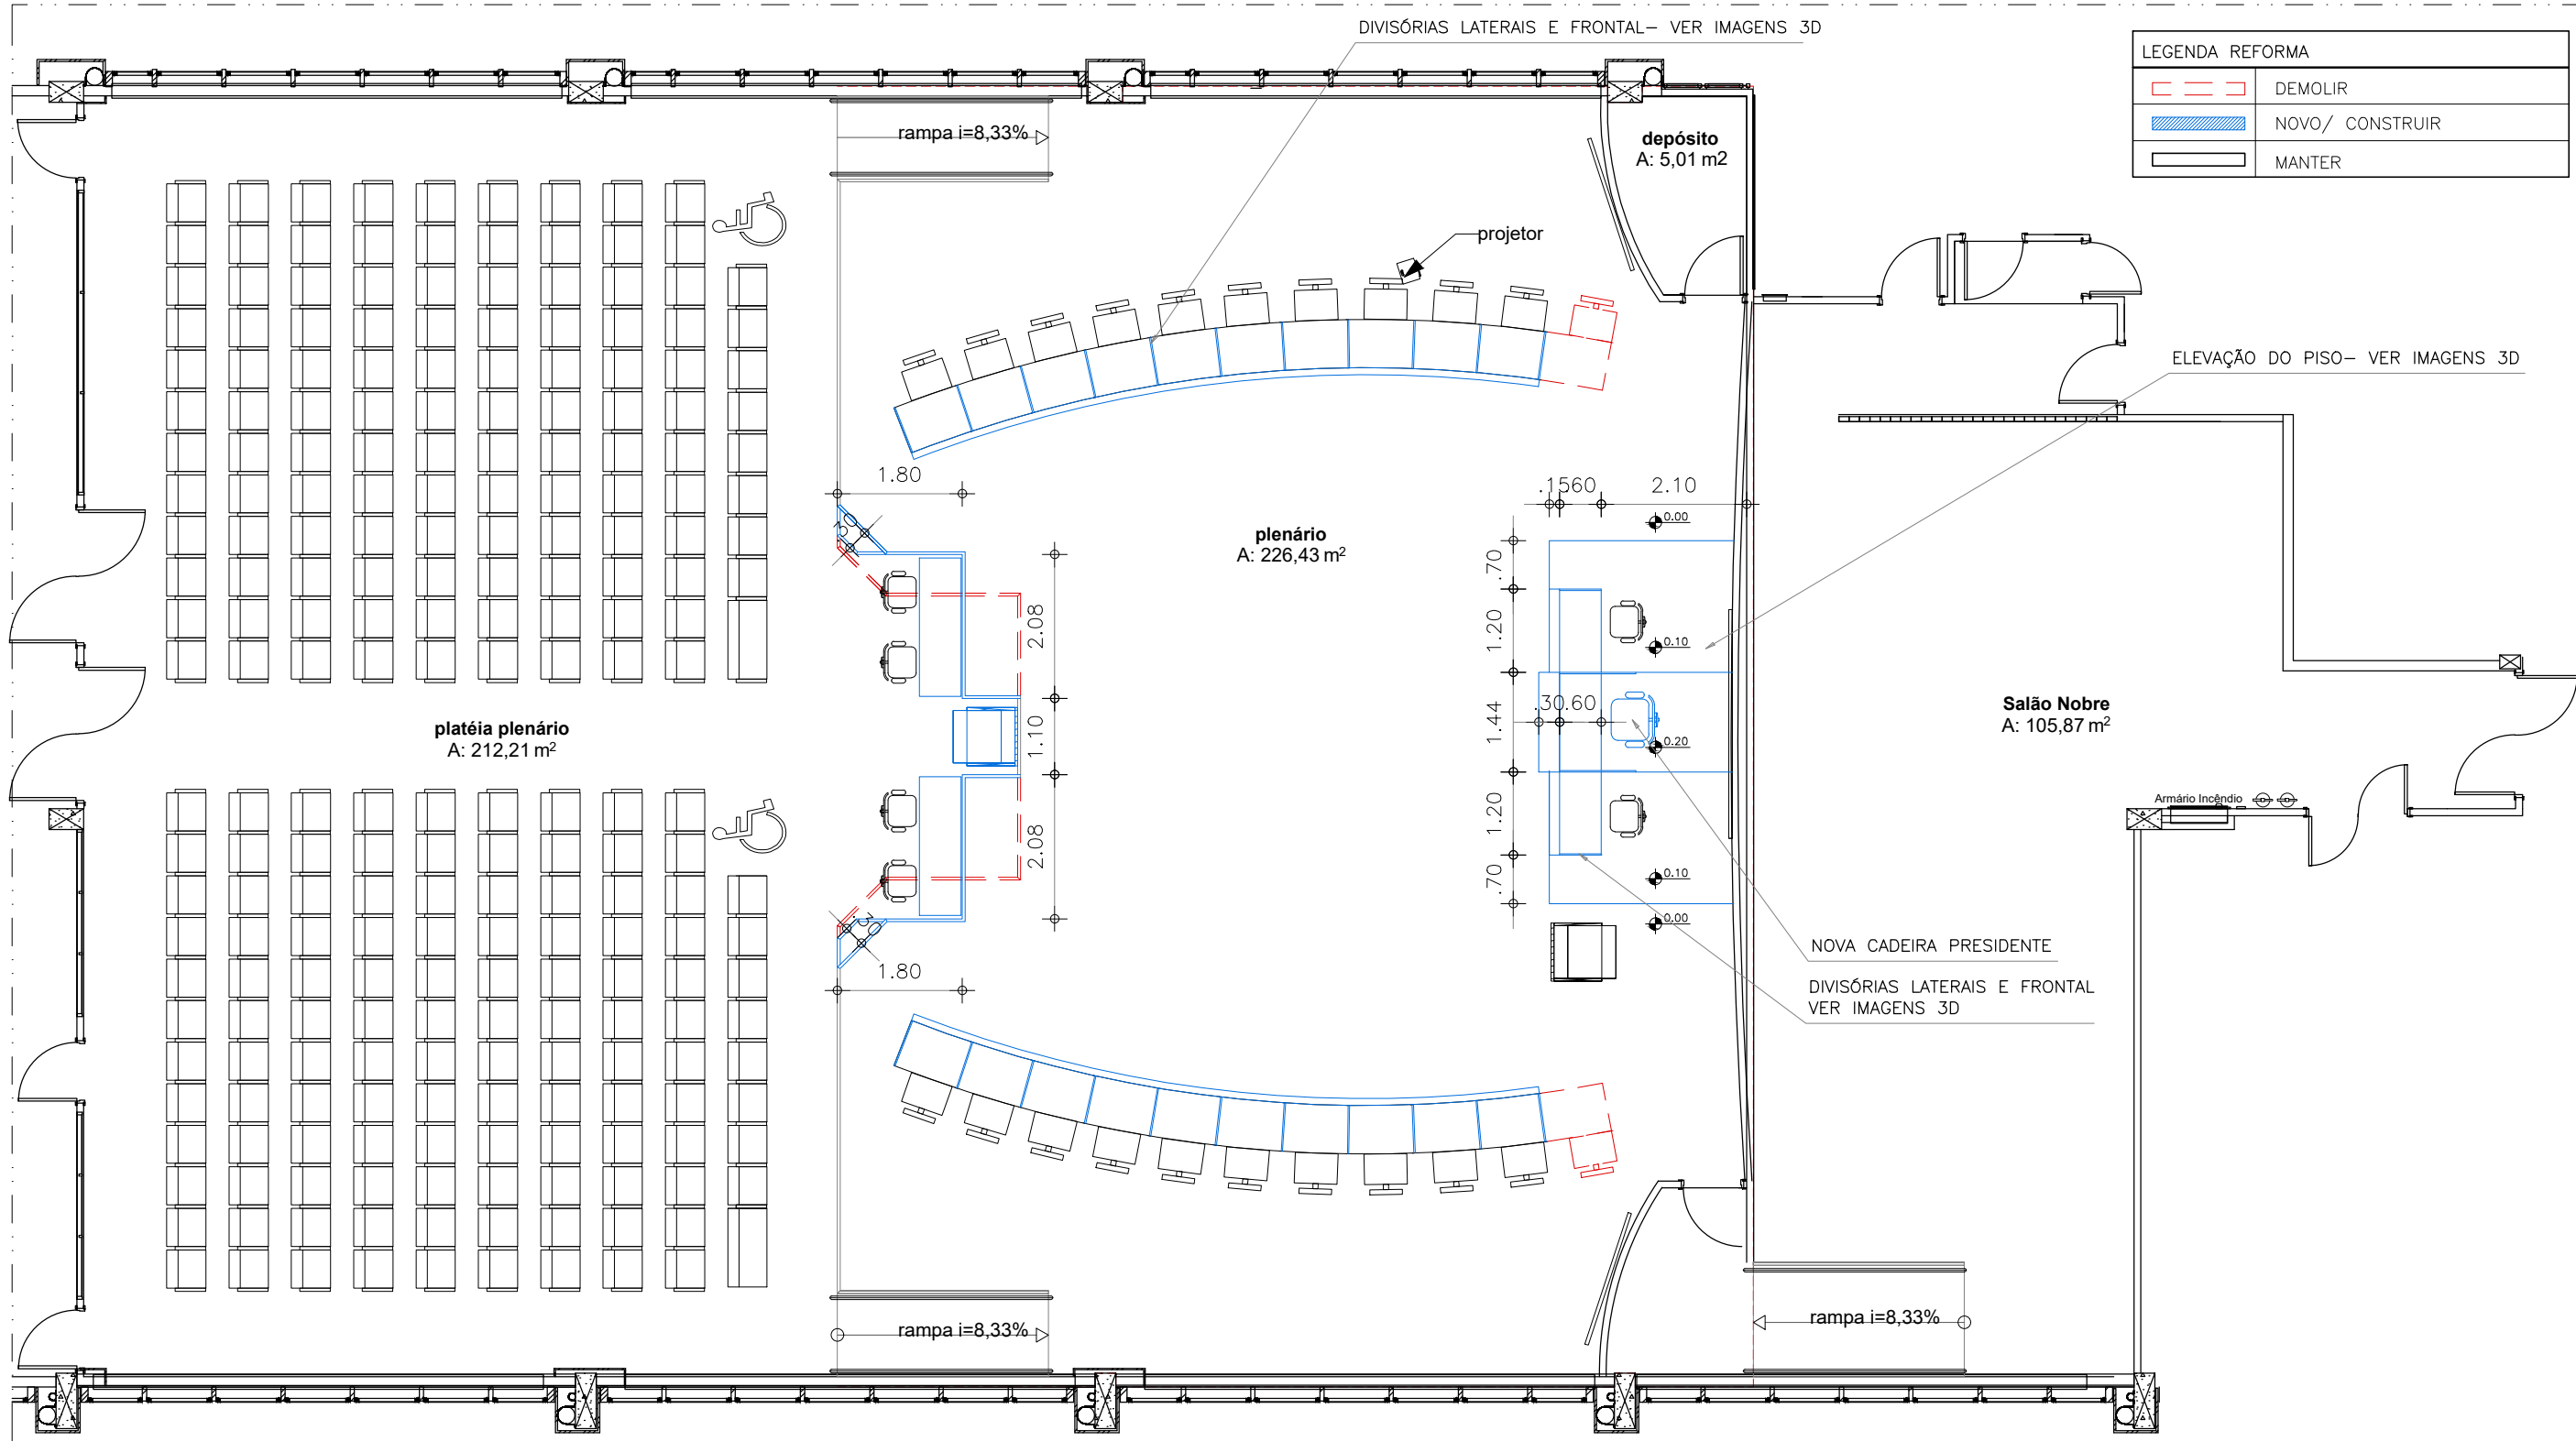 DIVISÓRIAS LATERAIS E FRONTAL– VER IMAGENS 3D
LEGENDA REFORMA
DEMOLIR
NOVO/ CONSTRUIR
MANTER
rampa i=8,33%
depósito
A: 5,01 m2
projetor
ELEVAÇÃO DO PISO– VER IMAGENS 3D
1.80
.15
60
2.10
0.00
.30
plenário
A: 226,43 m²
.70
2.08
1.20
0.10
platéia plenário
A: 212,21 m²
1.10
1.44
.30
.60
0.20
Salão Nobre
A: 105,87 m²
Armário Incêndio
2.08
1.20
.70
0.10
0.00
.30
1.80
NOVA CADEIRA PRESIDENTE
DIVISÓRIAS LATERAIS E FRONTAL
VER IMAGENS 3D
rampa i=8,33%
rampa i=8,33%